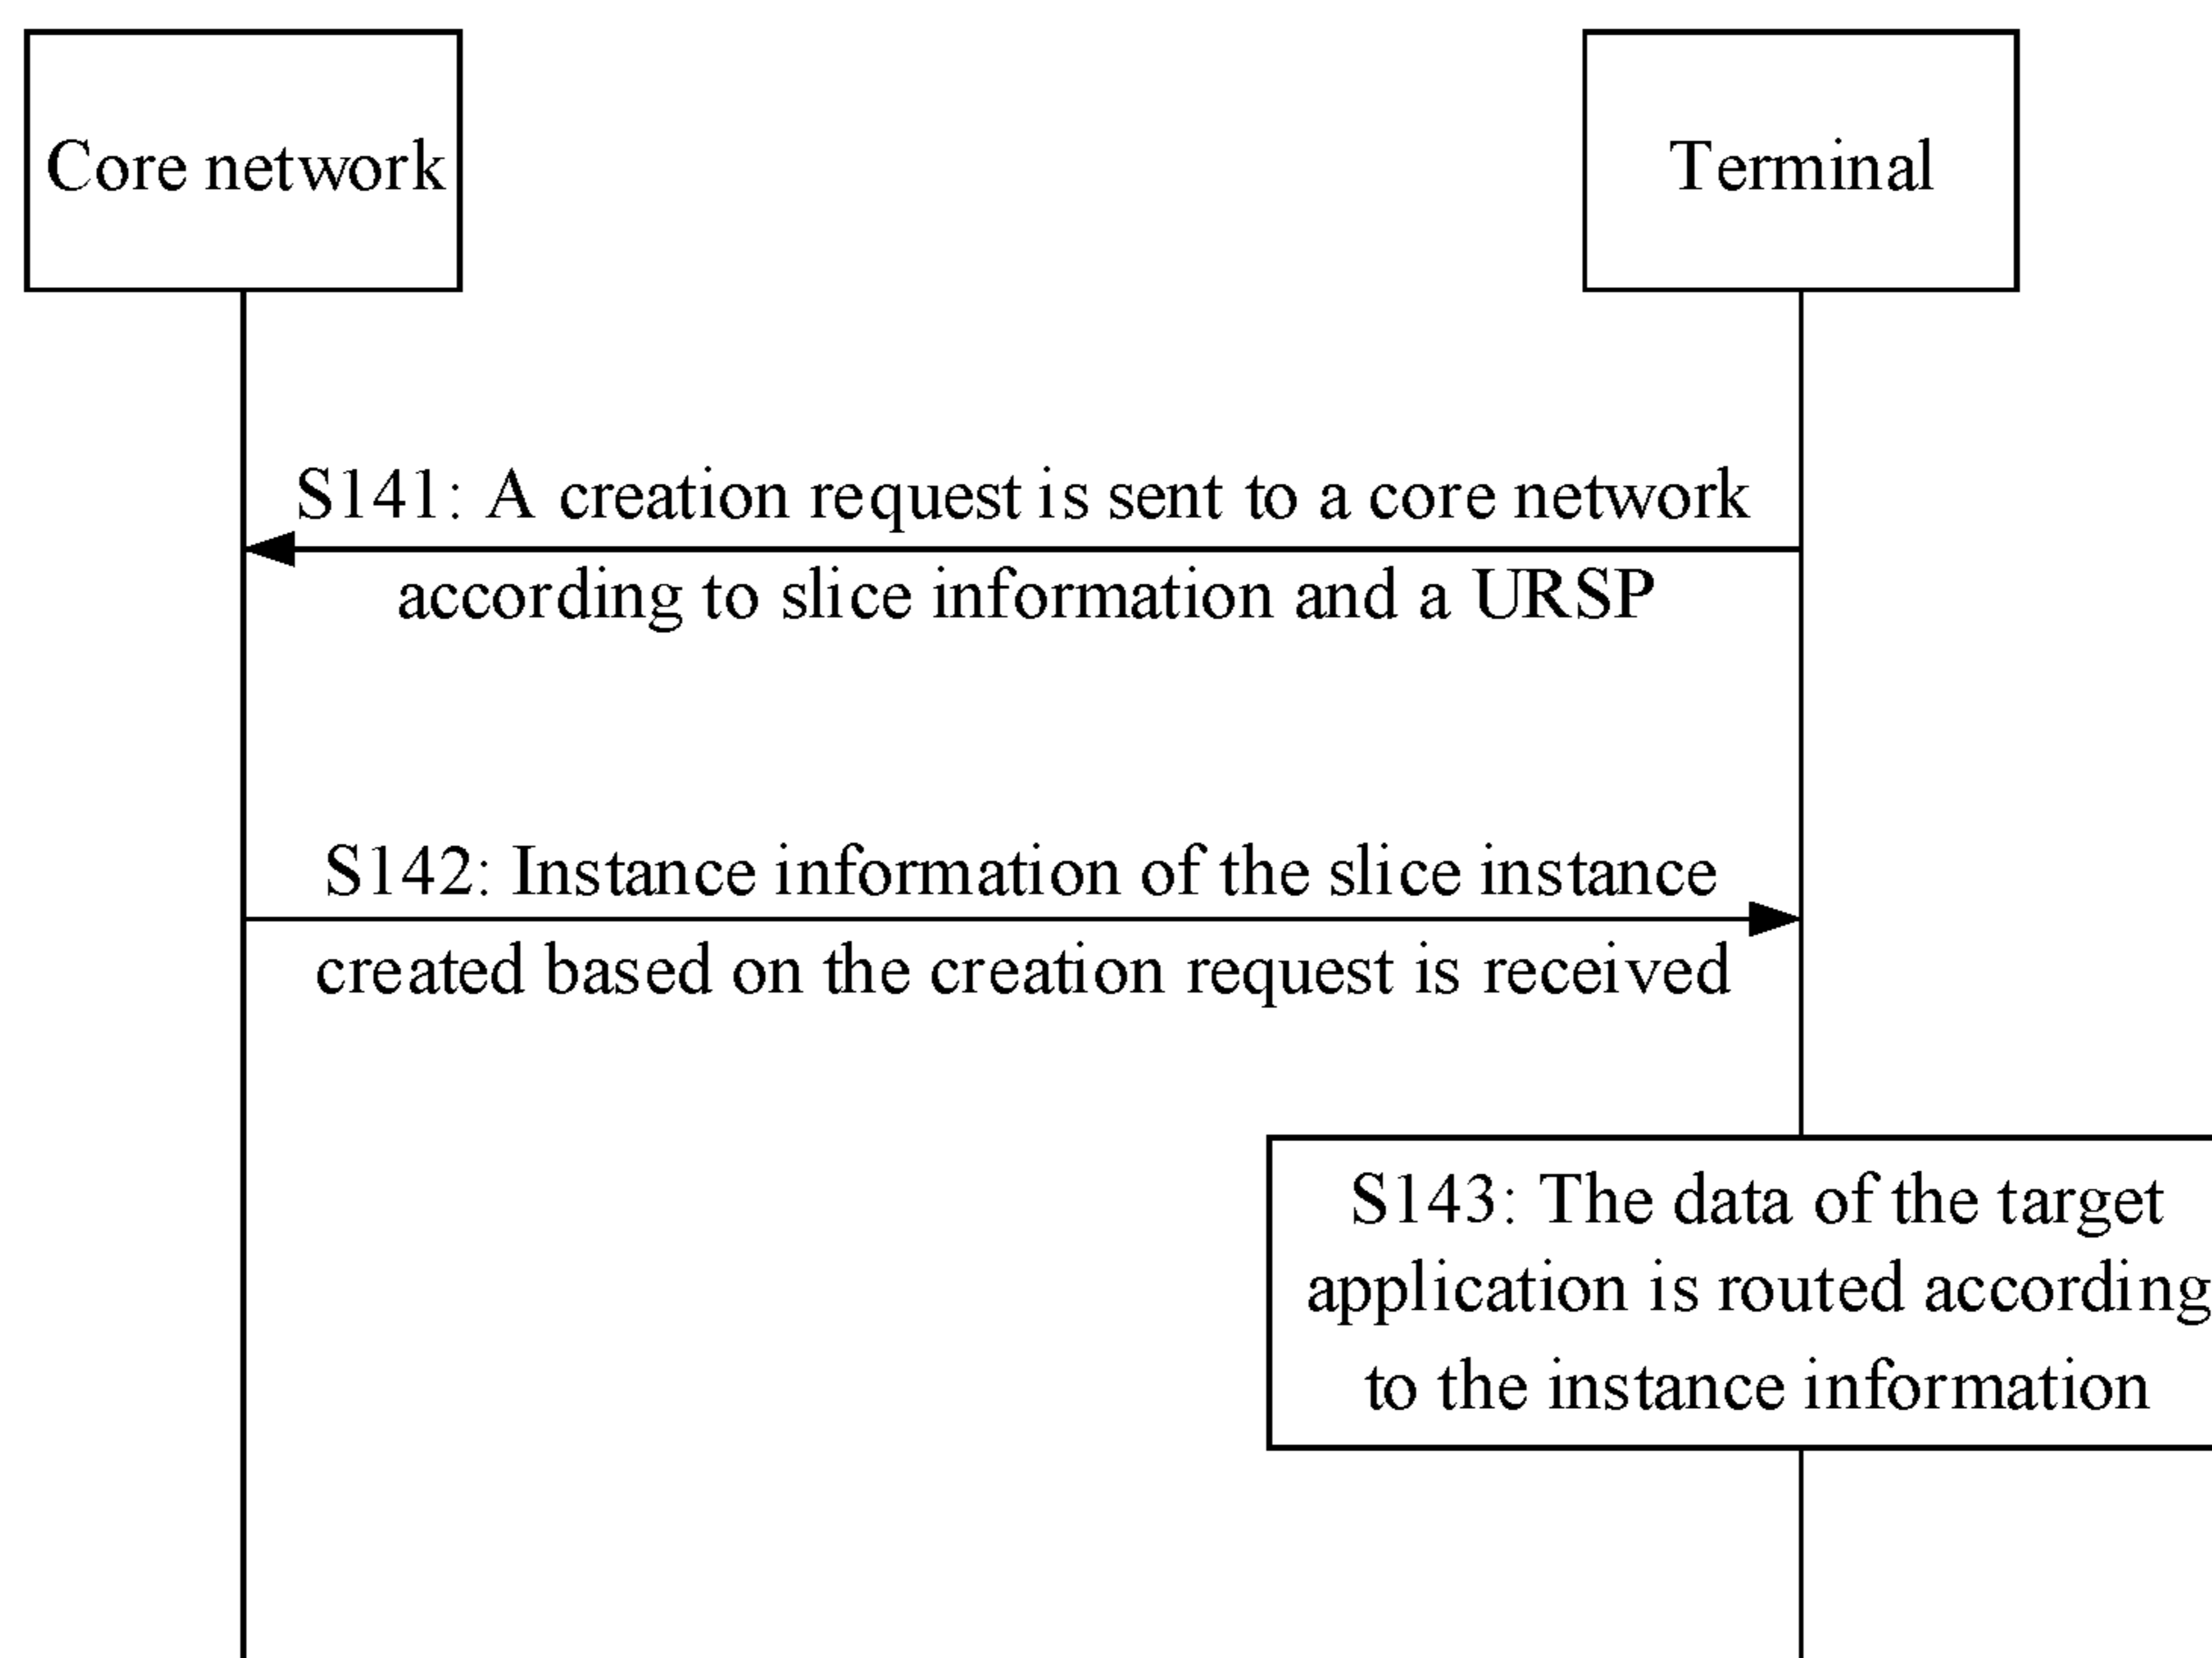 Core network
Terminal
S141: A creation request is sent to a core network
according to slice information and a URSP
S142: Instance information of the slice instance
created based on the creation request is received
S143: The data of the target
application is routed according
to the instance information